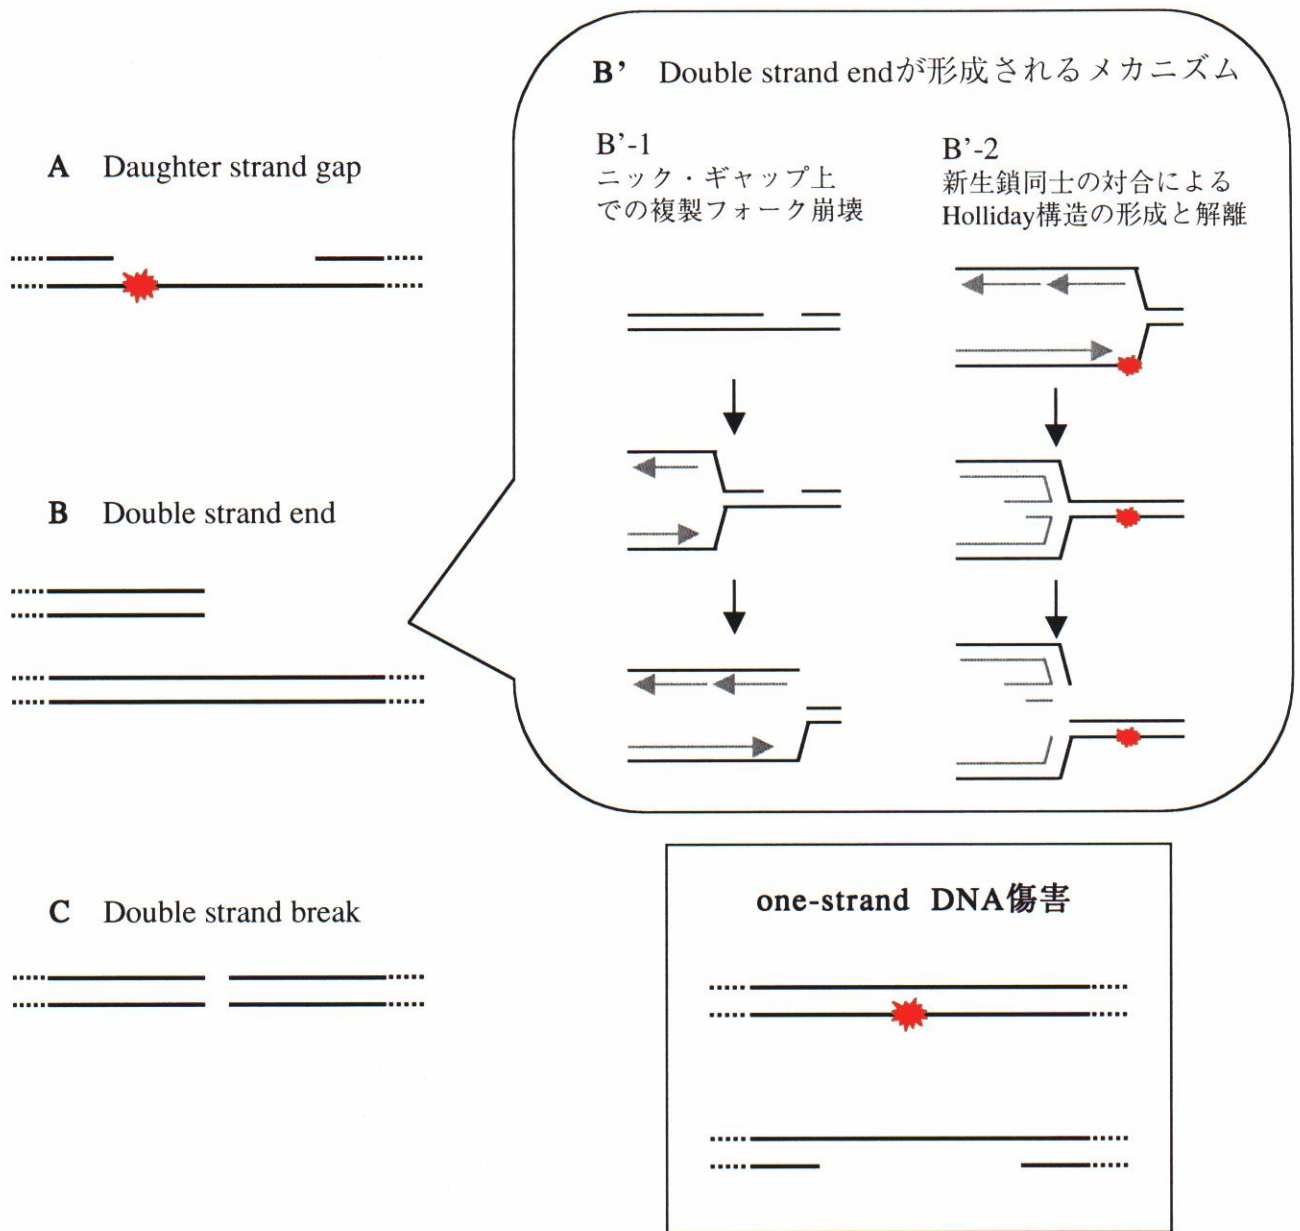 B’ Double strand endが形成されるメカニズム
B’-1
ニック・ギャップ上
での複製フォーク崩壊
B’-2
新生鎖同士の対合による
Holliday構造の形成と解離
A Daughter strand gap
B Double strand end
C Double strand break
one-strand DNA傷害